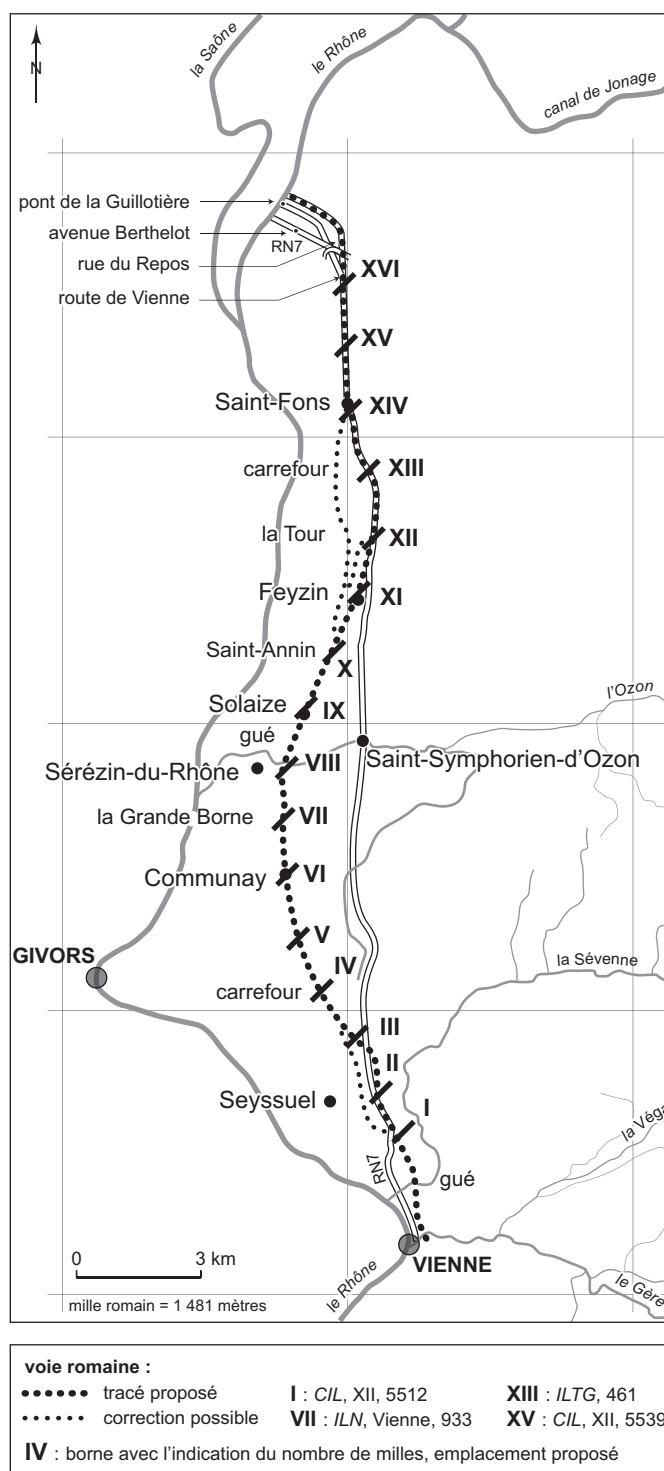 la Saône
le Rhône
N
canal de Jonage
pont de la Guillotière
avenue Berthelot
RN7
rue du Repos
XVI
route de Vienne
XV
Saint-Fons
XIV
carrefour
XIII
la Tour
XII
Feyzin
XI
Saint-Annin
X
l'Ozon
Solaize
IX
gué
VIII
Saint-Symphorien-d'Ozon
Sérézin-du-Rhône
la Grande Borne
VII
Communay
VI
V
GIVORS
IV
la Sévenne
carrefour
III
II
Seyssuel
I
la Véga
RN7
gué
0 3 km
VIENNE
mille romain = 1 481 mètres
le Rhône
le Gère
voie romaine :
tracé proposé I : CIL, XII, 5512 XIII : ILTG, 461
correction possible VII : ILN, Vienne, 933 XV : CIL, XII, 5539
IV : borne avec l'indication du nombre de milles, emplacement proposé